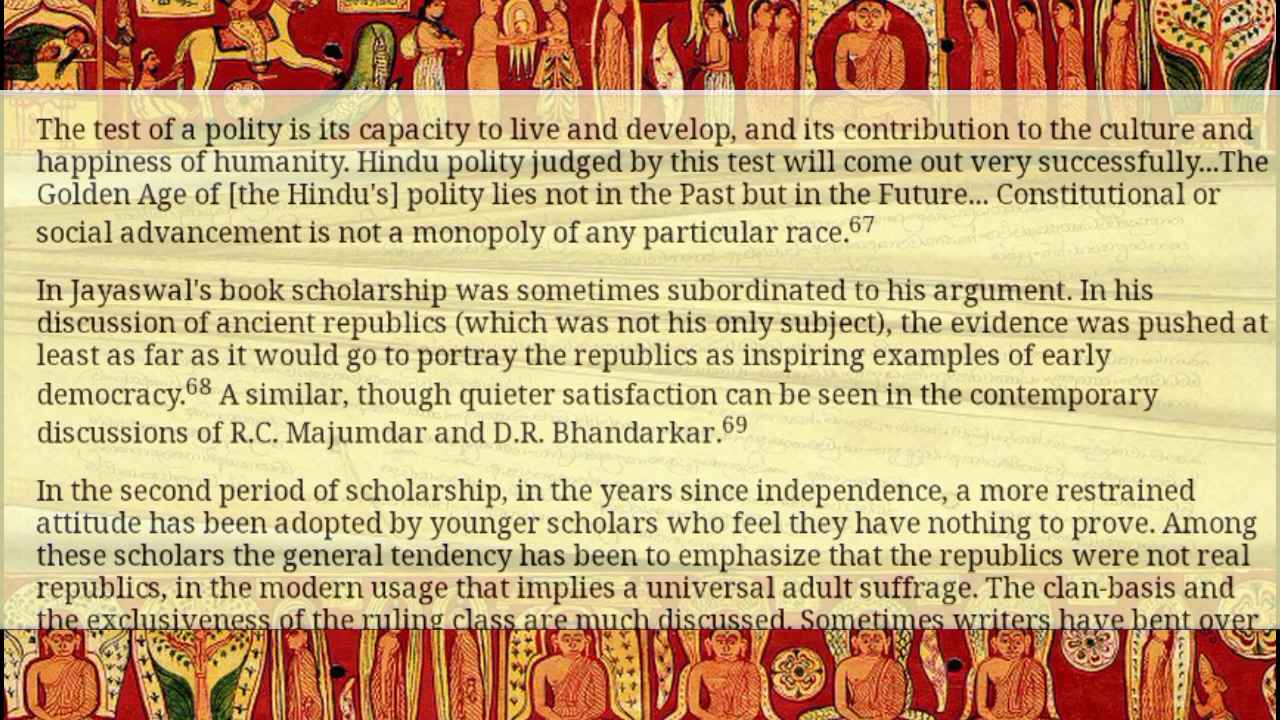 The test of a polity is its capacity to live and develop, and its contribution to the culture and
happiness of humanity. Hindu polity judged by this test will come out very successfully...The
Golden Age of [the Hindu's] polity lies not in the Past but in the Future... Constitutional or
social advancement is not a monopoly of any particular race.67
In Jayaswal's book scholarship was sometimes subordinated to his argument. In his
discussion of ancient republics (which was not his only subject), the evidence was pushed at
least as far as it would go to portray the republics as inspiring examples of early
democracy.68 A similar, though quieter satisfaction can be seen in the contemporary
discussions of R.C. Majumdar and D.R. Bhandarkar.69
In the second period of scholarship, in the years since independence, a more restrained
attitude has been adopted by younger scholars who feel they have nothing to prove. Among
these scholars the general tendency has been to emphasize that the republics were not real
republics, in the modern usage that implies a universal adult suffrage. The clan-basis and
the exclusiveness of the ruling class are much discussed. Sometimes writers have bent over